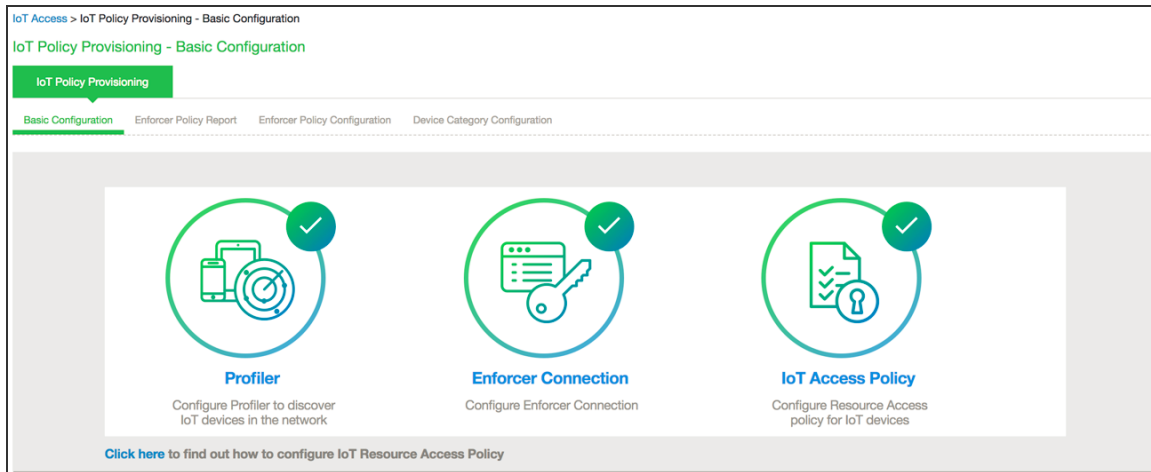 IoT Access > IoT Policy Provisioning - Basic Configuration
IoT Policy Provisioning - Basic Configuration
IoT Policy Provisioning
Basic Configuration Enforcer Policy Report Enforcer Policy Configuration Device Category Configuration
Profiler
Configure Profiler to discover
IoT devices in the network
Enforcer Connection
Configure Enforcer Connection
IoT Access Policy
Configure Resource Access
policy for IoT devices
Click here to find out how to configure IoT Resource Access Policy